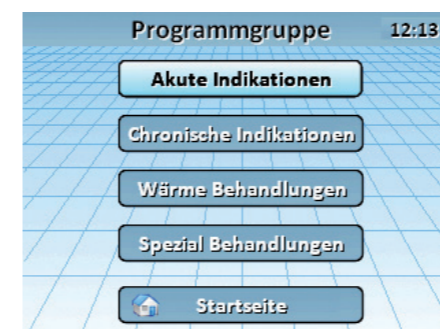 Programmgruppe 12:13
Akute Indikationen
Chronische Indikationen
Wärme Behandlungen
Spezial Behandlungen
Startseite